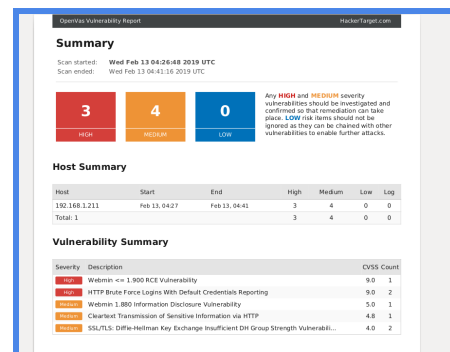 OpenVas Vulnerability Report HackerTarget.com
Summary
Scan started: Wed Feb 13 04:26:48 2019 UTC
Scan ended: Wed Feb 13 04:41:16 2019 UTC
3 HIGH
4 MEDIUM
0 LOW
Any HIGH and MEDIUM severity
vulnerabilities should be investigated and
confirmed so that remediation can take
place. LOW risk items should not be
ignored as they can be chained with other
vulnerabilities to enable further attacks.
Host Summary
Host Start End High Medium Low Log
192.168.1.211 Feb 13, 04:27 Feb 13, 04:41 3 4 0 0
Total: 1 3 4 0 0
Vulnerability Summary
Severity Description CVSS Count
High Webmin <= 1.900 RCE Vulnerability 9.0 1
High HTTP Brute Force Logins With Default Credentials Reporting 9.0 2
Medium Webmin 1.880 Information Disclosure Vulnerability 5.0 1
Medium Cleartext Transmission of Sensitive Information via HTTP 4.8 1
Medium SSL/TLS: Diffie-Hellman Key Exchange Insufficient DH Group Strength Vulnerabili... 4.0 2